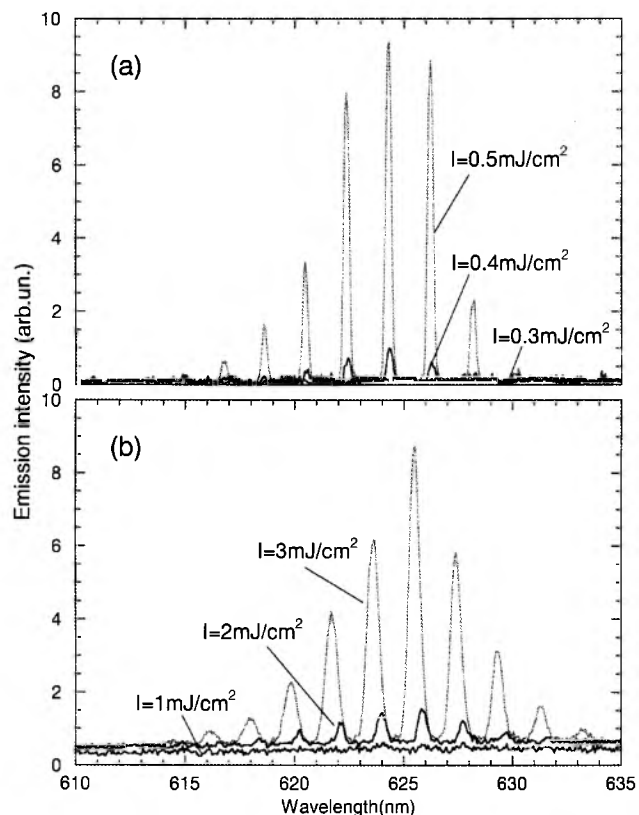 10
(a)
8
I=0.5mJ/cm²
6
I=0.4mJ/cm²
4
I=0.3mJ/cm²
2
0
Emission intensity (arb.un.)
10
(b)
8
I=3mJ/cm²
6
4
I=2mJ/cm²
2
I=1mJ/cm²
0
610 615 620 625 630 635
Wavelength(nm)